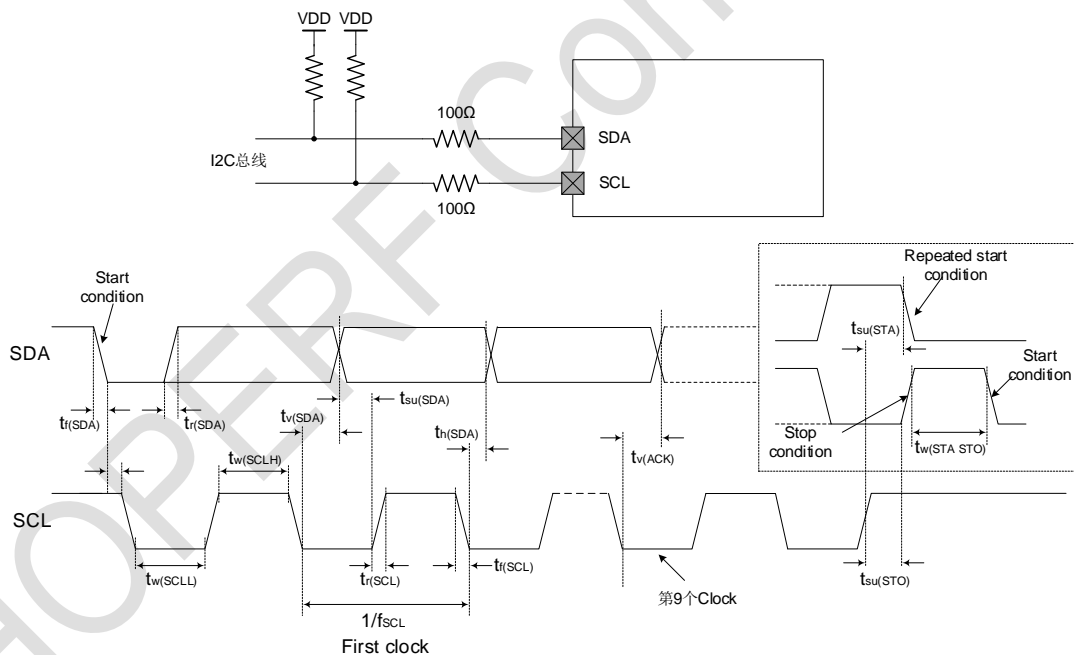 HOPERF Con
VDD VDD
100Ω
SDA
I2C总线
SCL
100Ω
Start
condition
Repeated start
condition
tsu(STA)
SDA
Start
condition
tf(SDA)
tr(SDA)
tv(SDA)
tsu(SDA)
th(SDA)
tv(ACK)
Stop
condition
tw(STA STO)
tw(SCLH)
SCL
tw(SCLL)
tr(SCL)
tf(SCL)
第9个Clock
tsu(STO)
1/fSCL
First clock